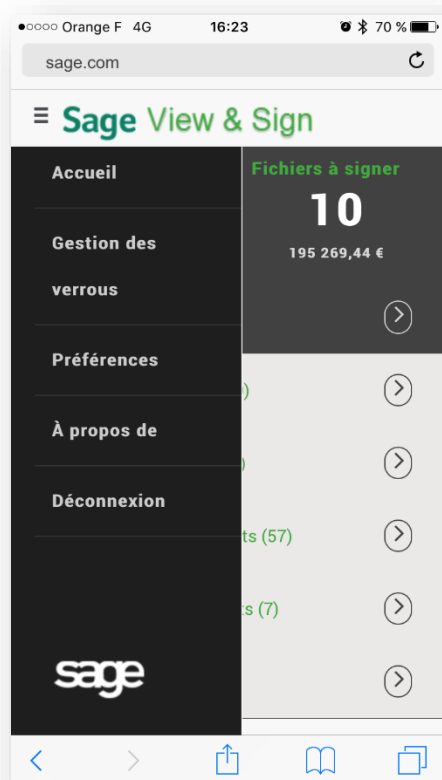 Orange F 4G 16:23 70 %
sage.com
Sage View & Sign
Accueil
Fichiers à signer
10
195 269,44 €
Gestion des
verrous
Préférences
)
À propos de
)
Déconnexion
ts (57)
ts (7)
sage